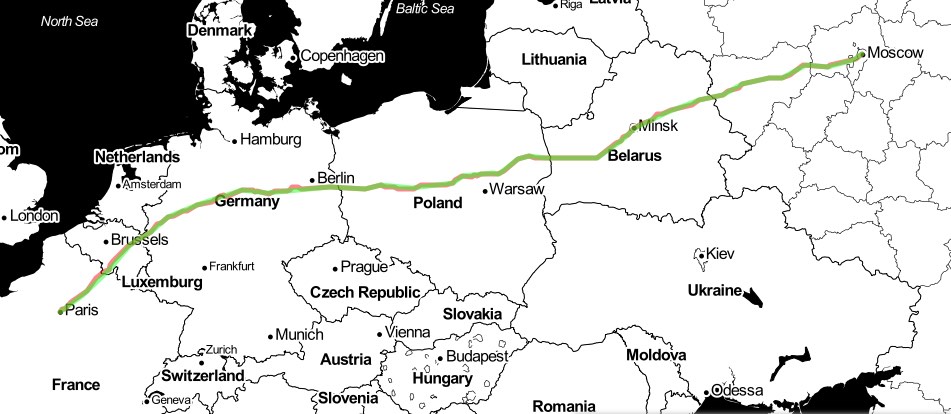 North Sea
Baltic Sea
Riga
Latvia
Denmark
Copenhagen
Lithuania
Moscow
Minsk
Hamburg
Netherlands
om
Amsterdam
Berlin
Belarus
Warsaw
Germany
Poland
London
Brussels
Frankfurt
Prague
Kiev
Luxemburg
Czech Republic
Ukraine
Paris
Slovakia
Munich
Vienna
Zurich
Austria
Budapest
Moldova
Switzerland
Hungary
France
Geneva
Slovenia
Odessa
Romania